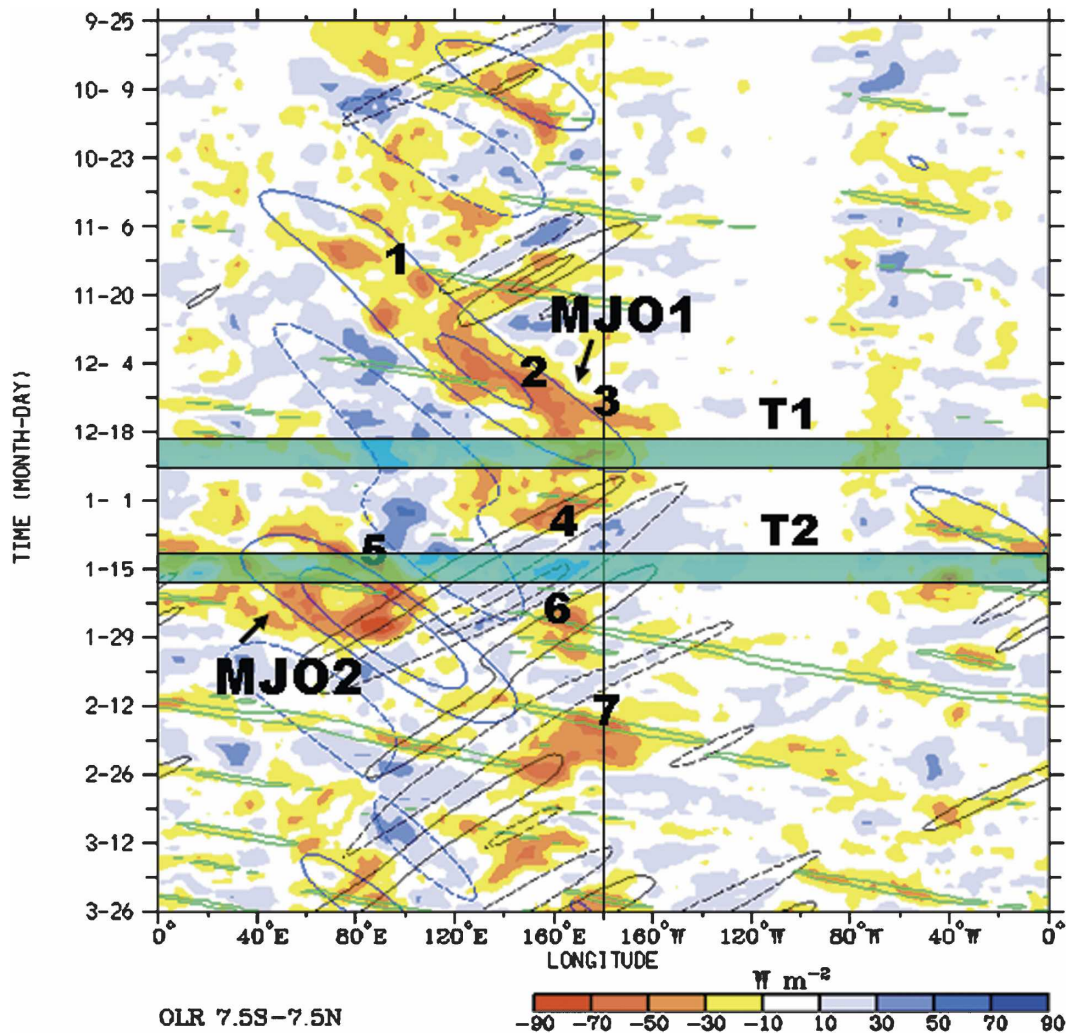 9-25
10- 9
10-23
11- 6
11-20
12- 4
12-18
1- 1
1-15
1-29
2-12
2-26
3-12
3-26
TIME (MONTH-DAY)
1
MJO1
2
3
T1
4
T2
5
6
MJO2
7
0° 40°E 80°E 120°E 160°E 160°W 120°W 80°W 40°W 0°
LONGITUDE
W m−2
OLR 7.5S-7.5N
−90 −70 −50 −30 −10 10 30 50 70 90